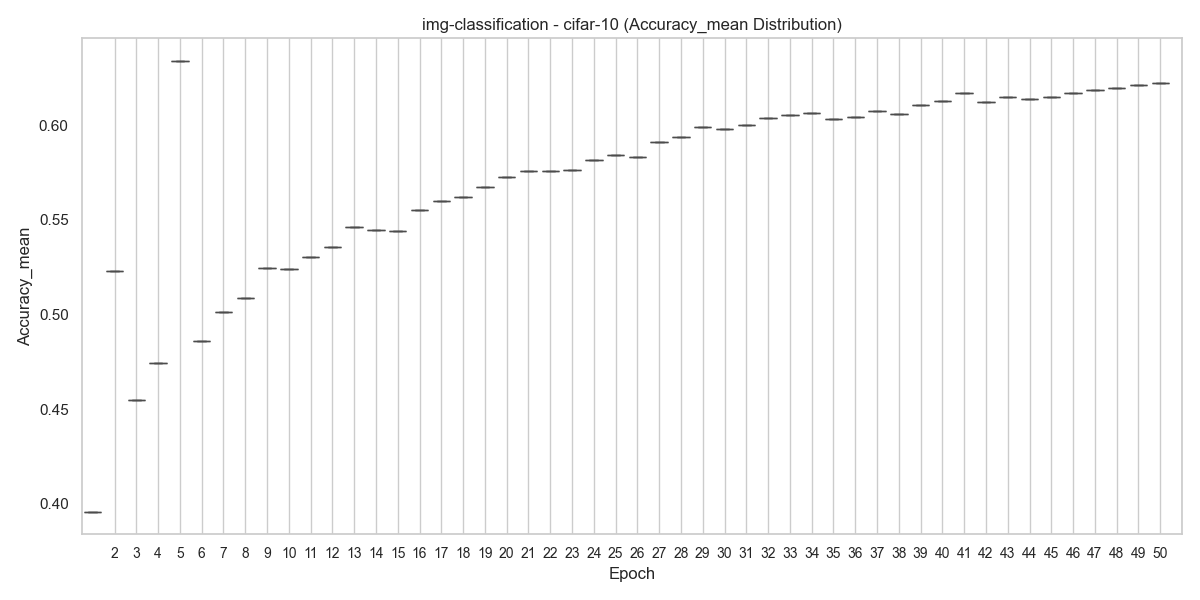 img-classification - cifar-10 (Accuracy_mean Distribution)
Accuracy_mean
0.60
0.55
0.50
0.45
0.40
2 3 4 5 6 7 8 9 10 11 12 13 14 15 16 17 18 19 20 21 22 23 24 25 26 27 28 29 30 31 32 33 34 35 36 37 38 39 40 41 42 43 44 45 46 47 48 49 50
Epoch